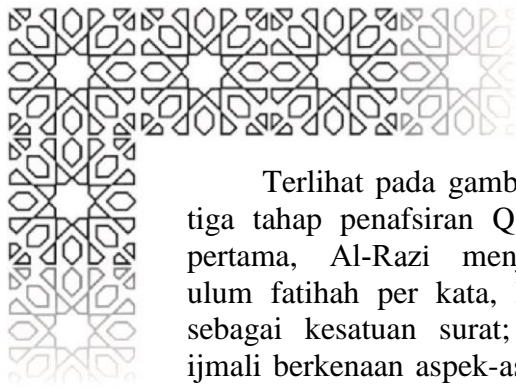 Terlihat pada
tiga tahap penafsiran
pertama, Al-Razi
ulum fatihah per kata,
sebagai kesatuan surat;
ijmali berkenaan